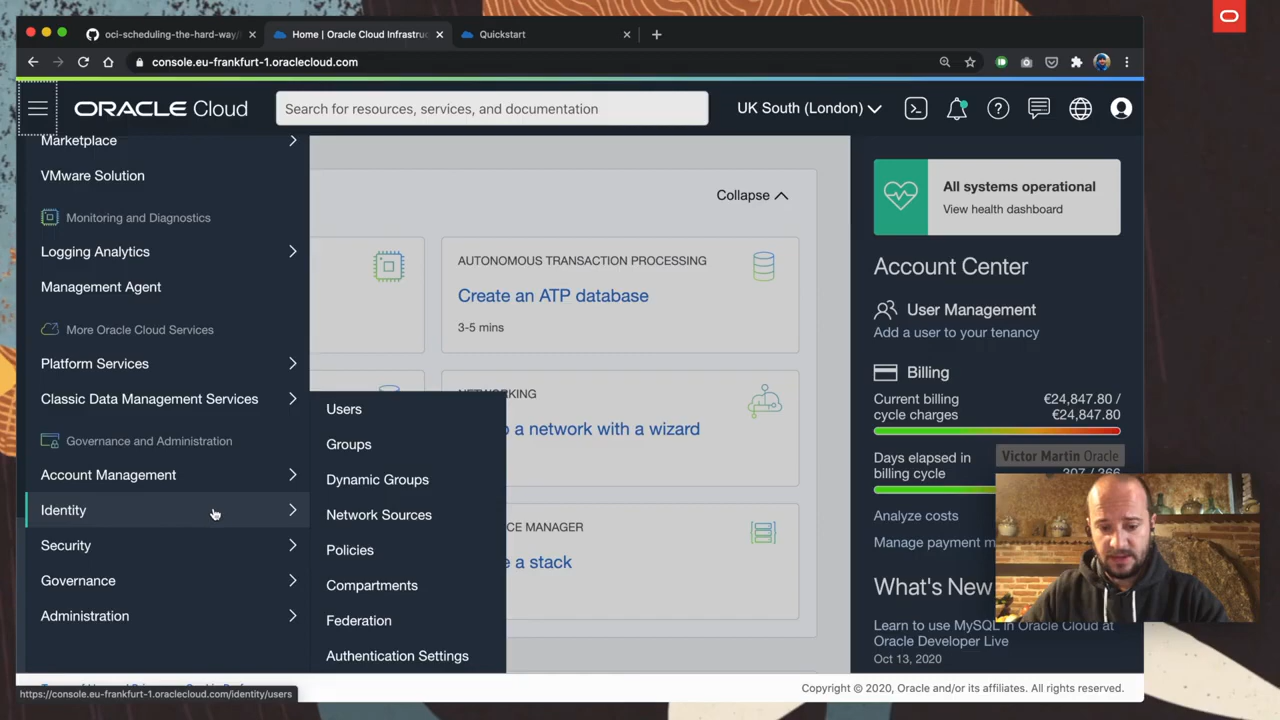 oci-scheduling-the-hard-way/
Home | Oracle Cloud Infrastruc
Quickstart
console.eu-frankfurt-1.oraclecloud.com
ORACLE Cloud
Search for resources, services, and documentation
UK South (London)
Marketplace
VMware Solution
Monitoring and Diagnostics
Logging Analytics
Management Agent
More Oracle Cloud Services
Platform Services
Classic Data Management Services
Governance and Administration
Account Management
Identity
Security
Governance
Administration
Users
Groups
Dynamic Groups
Network Sources
Policies
Compartments
Federation
Authentication Settings
Collapse
AUTONOMOUS TRANSACTION PROCESSING
Create an ATP database
3-5 mins
KING
a network with a wizard
CE MANAGER
e a stack
All systems operational
View health dashboard
Account Center
User Management
Add a user to your tenancy
Billing
Current billing
cycle charges
€24,847.80 /
€24,847.80
Days elapsed in
billing cycle
Victor Martin Oracle
Analyze costs
Manage payment m
What's New
Learn to use MySQL in Oracle Cloud at
Oracle Developer Live
Oct 13, 2020
https://console.eu-frankfurt-1.oraclecloud.com/identity/users
Copyright © 2020, Oracle and/or its affiliates. All rights reserved.